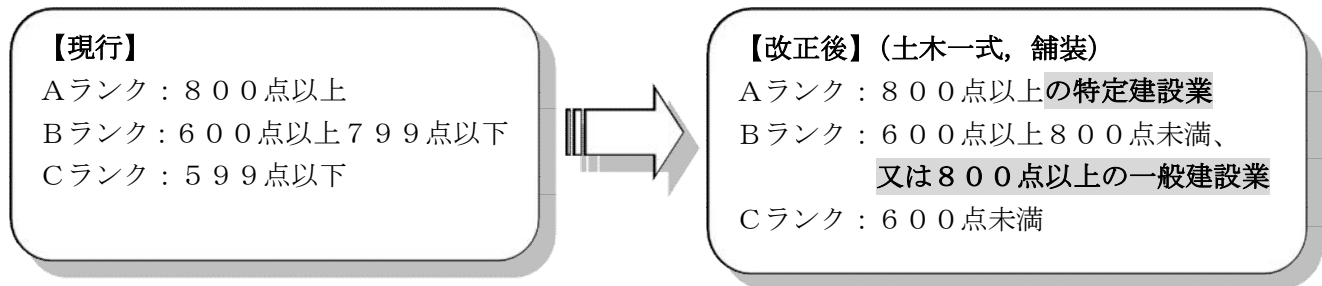 【現行】
Aランク:800点以上
Bランク:600点以上799点以下
Cランク:599点以下
【改正後】(土木一式,舗装)
Aランク:800点以上の特定建設業
Bランク:600点以上800点未満、
又は800点以上の一般建設業
Cランク:600点未満